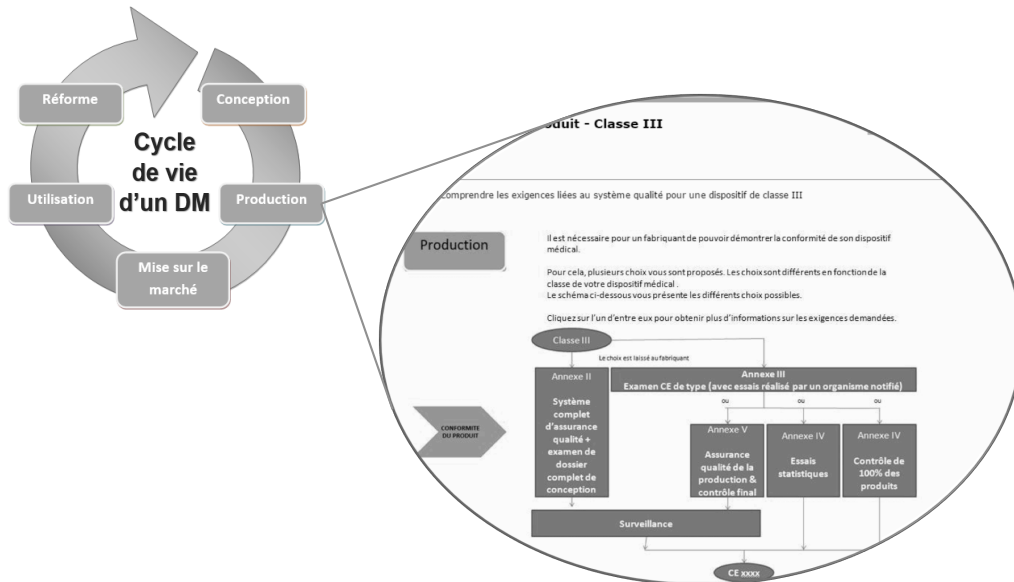 Réforme
Conception
Cycle
de vie
d'un DM
Utilisation
Production
Mise sur le
marché
duit - Classe III
comprendre les exigences liées au système qualité pour une dispositif de classe III
Production
Il est nécessaire pour un fabriquant de pouvoir démontrer la conformité de son dispositif
médical.
Pour cela, plusieurs choix vous sont proposés. Les choix sont différents en fonction de la
classe de votre dispositif médical .
Le schéma ci-dessous vous présente les différents choix possibles.
Cliquez sur l'un d'entre eux pour obtenir plus d'informations sur les exigences demandées.
Classe III
Le choix est laissé au fabriquant
Annexe II
Système
complet
d'assurance
qualité +
examen de
dossier
complet de
conception
Annexe III
Examen CE de type (avec essais réalisé par un organisme notifié)
ou
ou
ou
CONFORMITE
DU PRODUIT
Annexe V
Assurance
qualité de la
production &
contrôle final
Annexe IV
Essais
statistiques
Annexe IV
Contrôle de
100% des
produits
Surveillance
CE xxxx